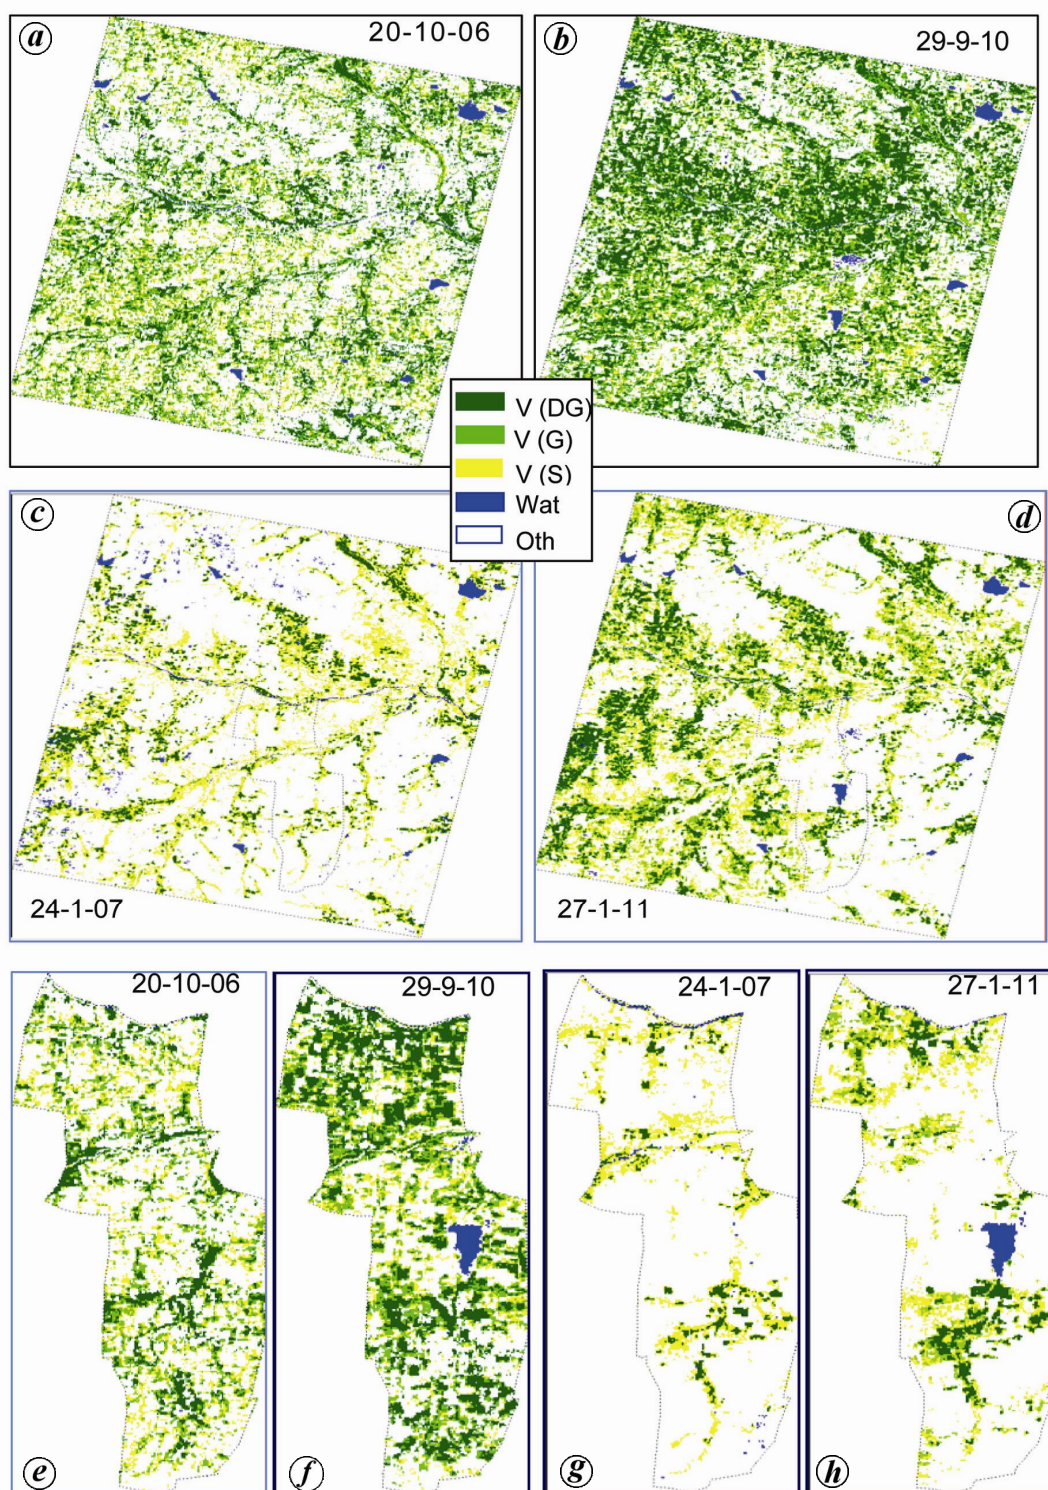 a
20-10-06
b
29-9-10
V (DG)
V (G)
V (S)
Wat
Oth
c
24-1-07
d
27-1-11
20-10-06
e
29-9-10
f
24-1-07
g
27-1-11
h